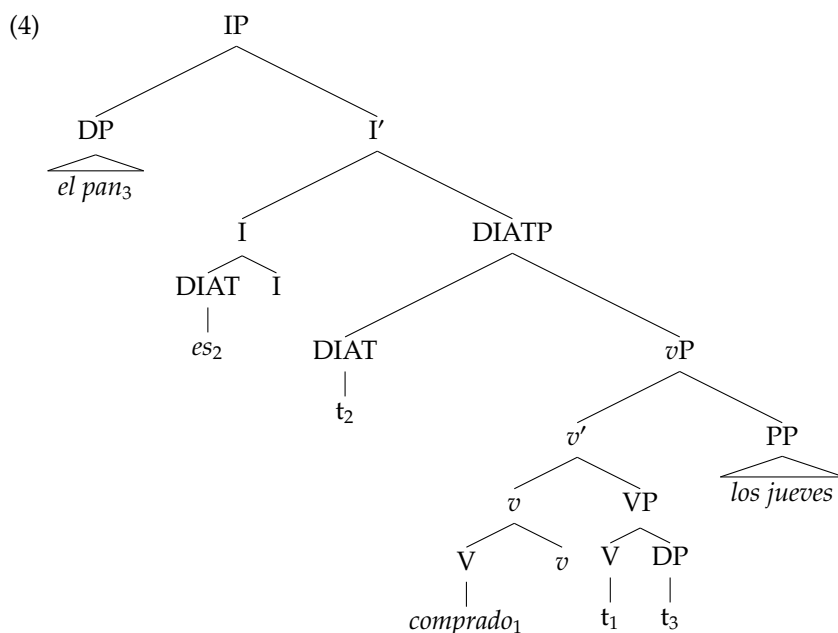 (4) IP
DP I′
el pan₃
I DIATP
DIAT I
es₂ DIAT vP
t₂
v′ PP
los jueves
v VP
V v V DP
comprado₁ t₁ t₃